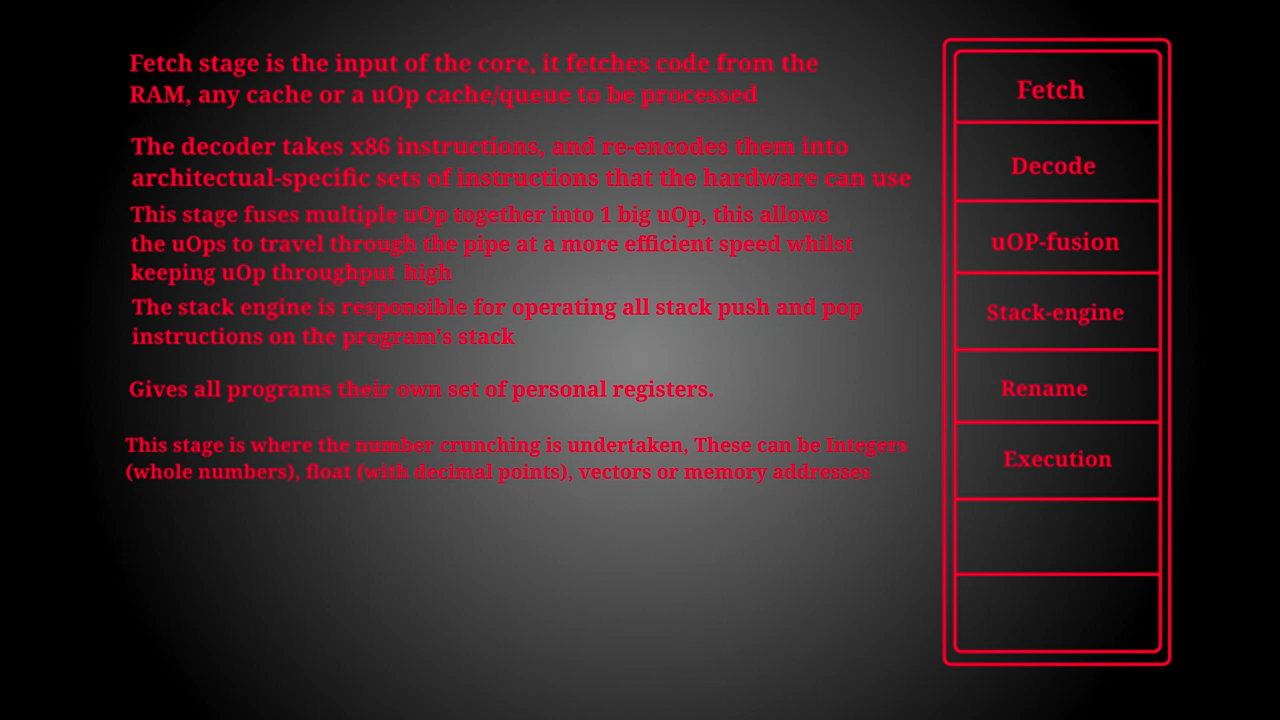 Fetch stage is the input of the core, it fetches code from the
RAM, any cache or a uOp cache/queue to be processed
Fetch
The decoder takes x86 instructions, and re-encodes them into
architectual-specific sets of instructions that the hardware can use
Decode
This stage fuses multiple uOp together into 1 big uOp, this allows
the uOps to travel through the pipe at a more efficient speed whilst
keeping uOp throughput high
uOP-fusion
The stack engine is responsible for operating all stack push and pop
instructions on the program's stack
Stack-engine
Gives all programs their own set of personal registers.
Rename
This stage is where the number crunching is undertaken, These can be Integers
(whole numbers), float (with decimal points), vectors or memory addresses
Execution